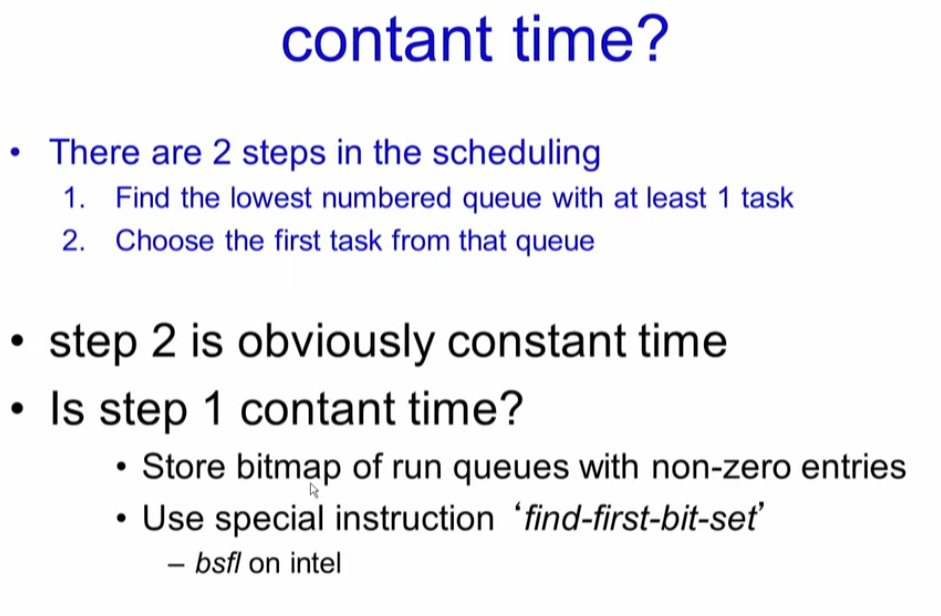 contant time?
• There are 2 steps in the scheduling
1. Find the lowest numbered queue with at least 1 task
2. Choose the first task from that queue
• step 2 is obviously constant time
• Is step 1 contant time?
• Store bitmap of run queues with non-zero entries
• Use special instruction ‘find-first-bit-set’
– bsfl on intel